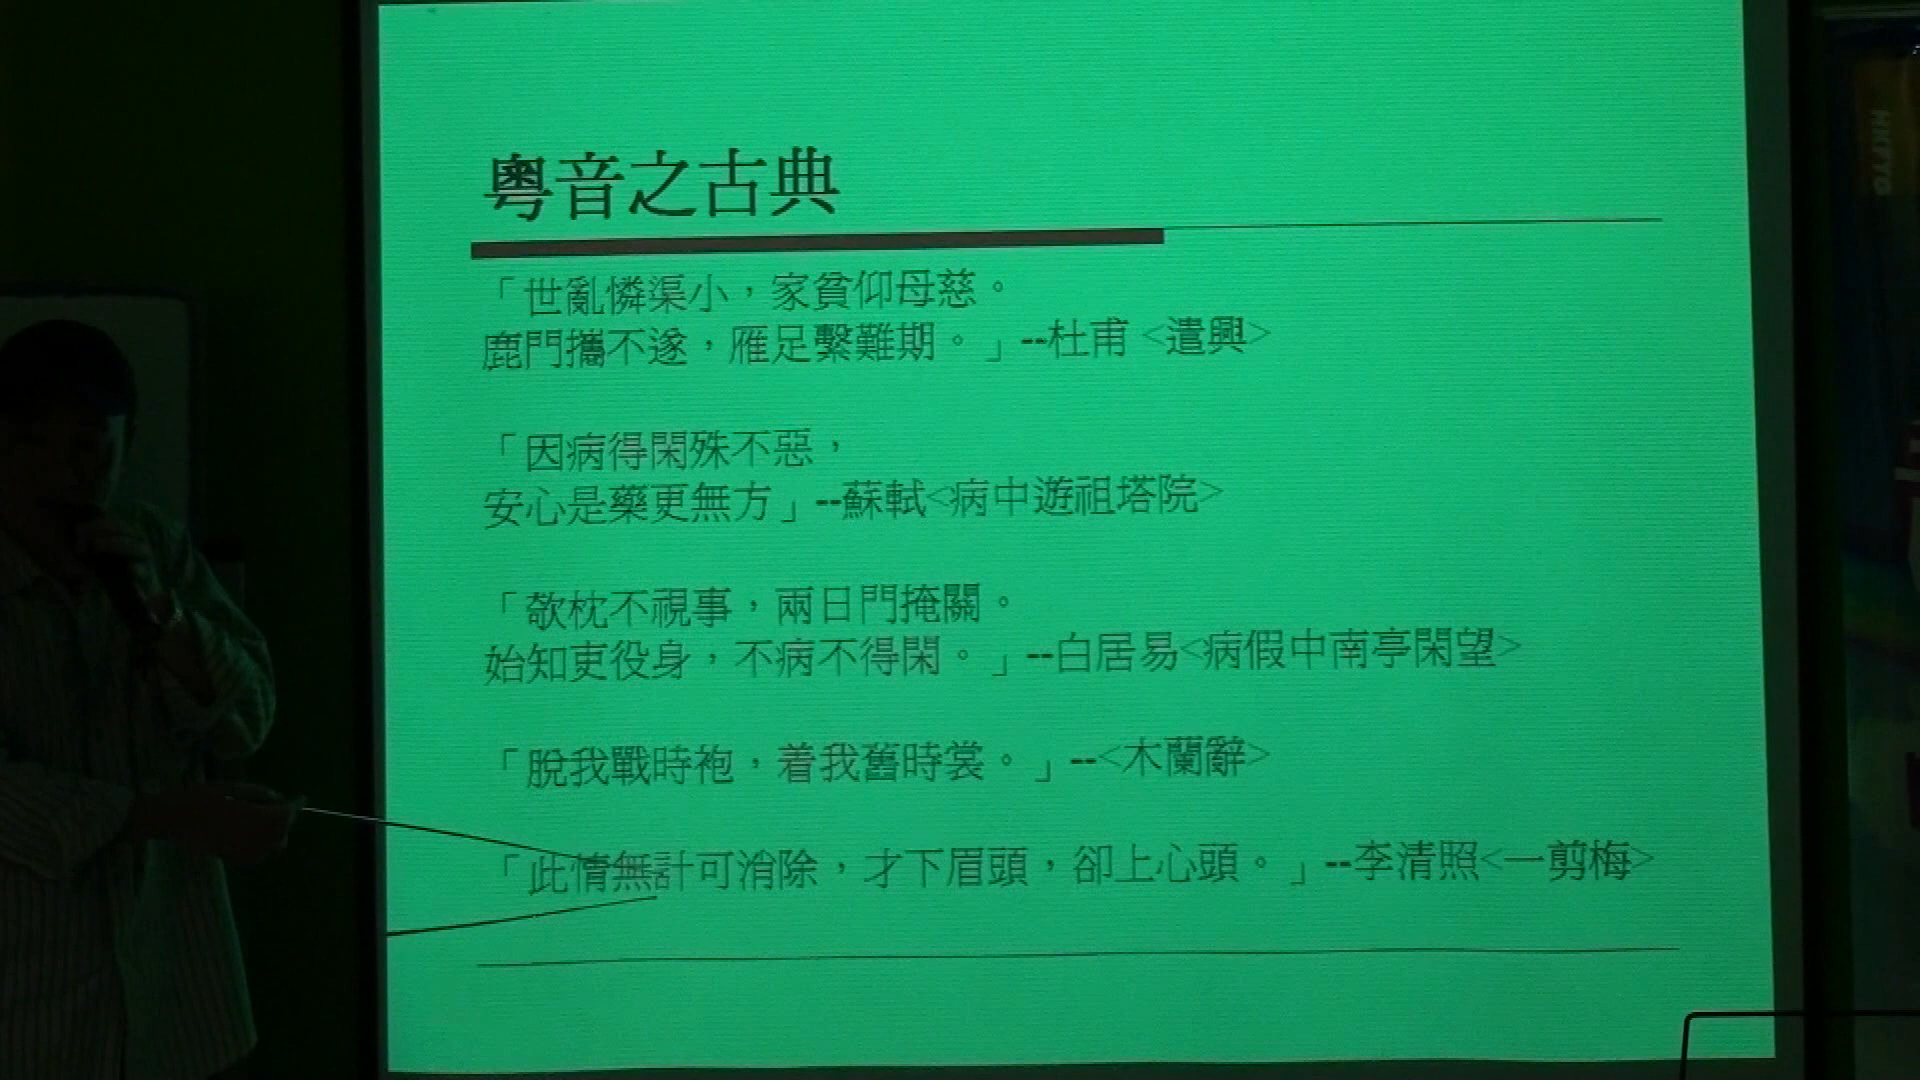 粵音之古典
「世亂憐渠小，家貧仰母慈。
鹿門攜不遂，雁足繫難期。」--杜甫 <遣興>
「因病得閑殊不惡，
安心是藥更無方」--蘇軾<病中遊祖塔院>
「欹枕不視事，兩日門掩關。
始知吏役身，不病不得閑。」--白居易<病假中南亭閑望>
「脫我戰時袍，着我舊時裳。」--<木蘭辭>
「此情無計可消除，才下眉頭，卻上心頭。」--李清照<一剪梅>